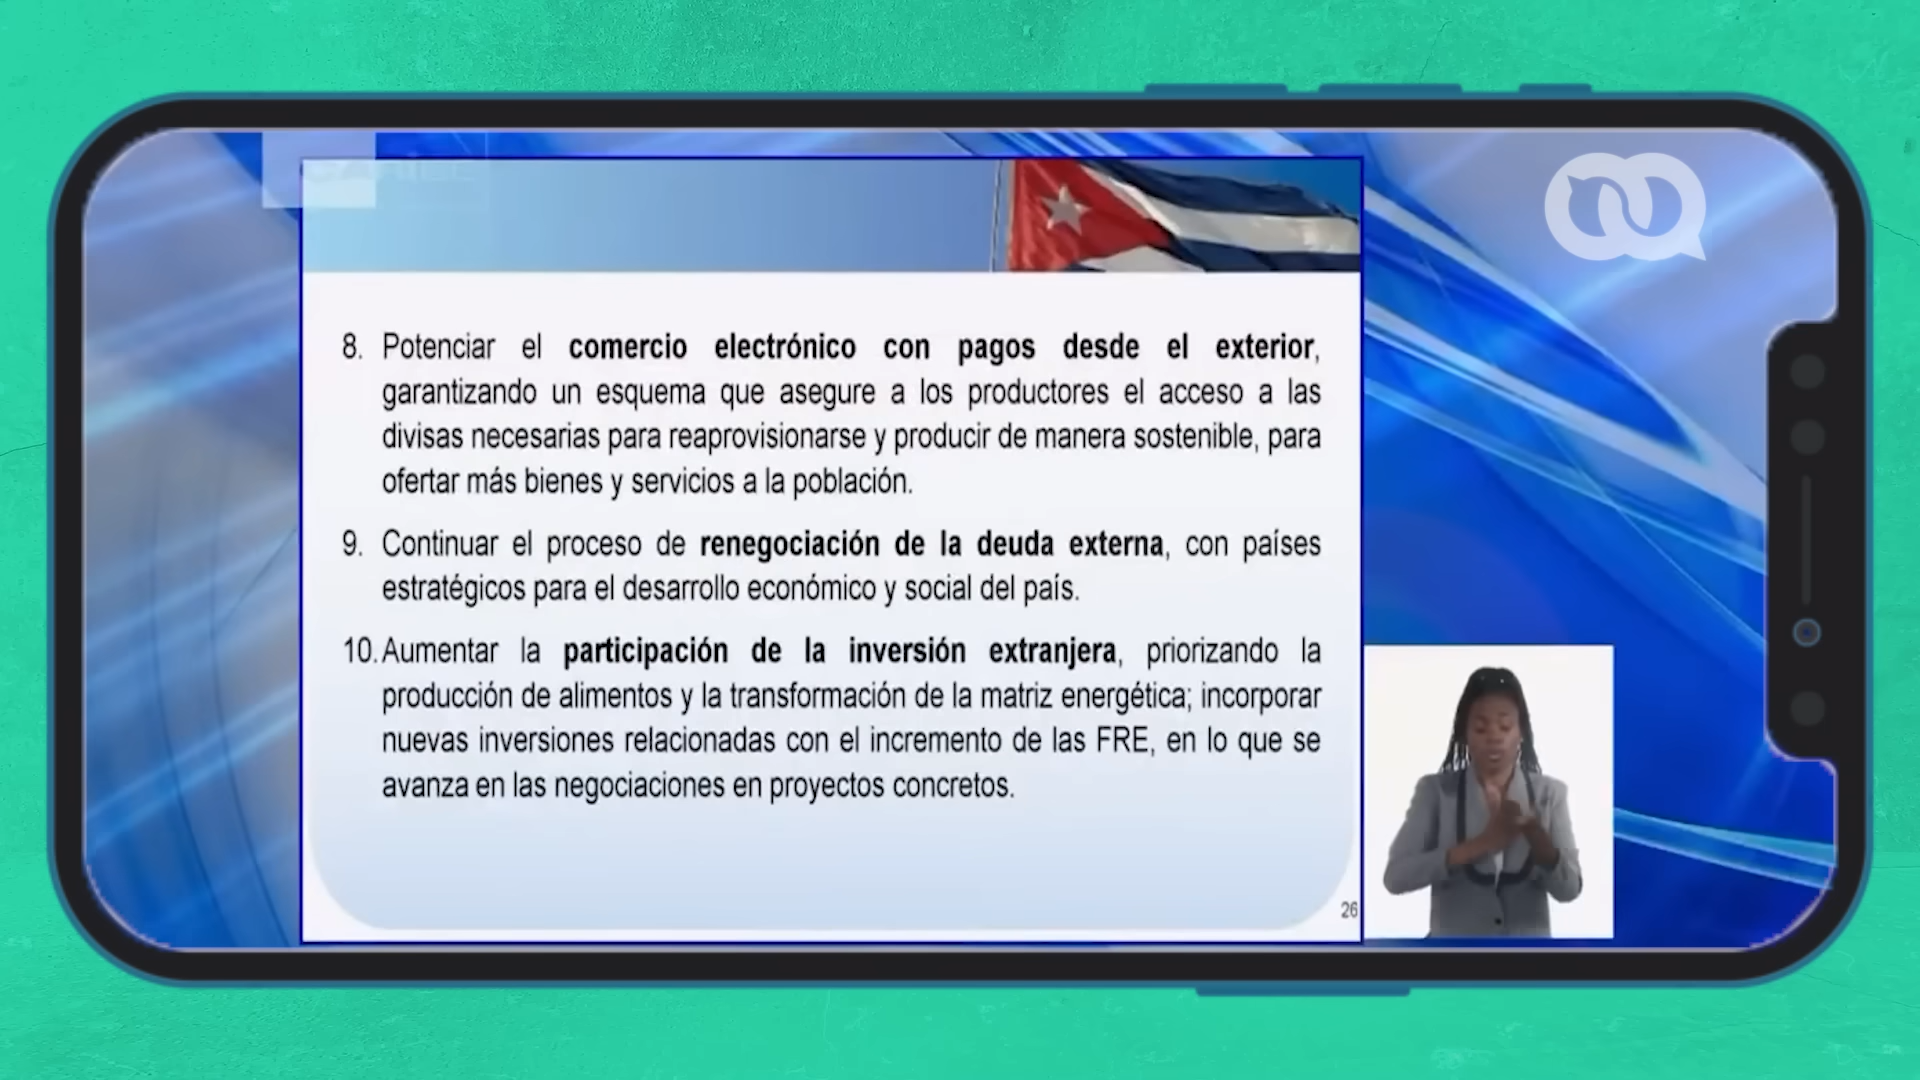 8. Potenciar el comercio electrónico con pagos desde el exterior,
garantizando un esquema que asegure a los productores el acceso a las
divisas necesarias para reaprovisionarse y producir de manera sostenible, para
ofertar más bienes y servicios a la población.
9. Continuar el proceso de renegociación de la deuda externa, con países
estratégicos para el desarrollo económico y social del país.
10. Aumentar la participación de la inversión extranjera, priorizando la
producción de alimentos y la transformación de la matriz energética; incorporar
nuevas inversiones relacionadas con el incremento de las FRE, en lo que se
avanza en las negociaciones en proyectos concretos.
26